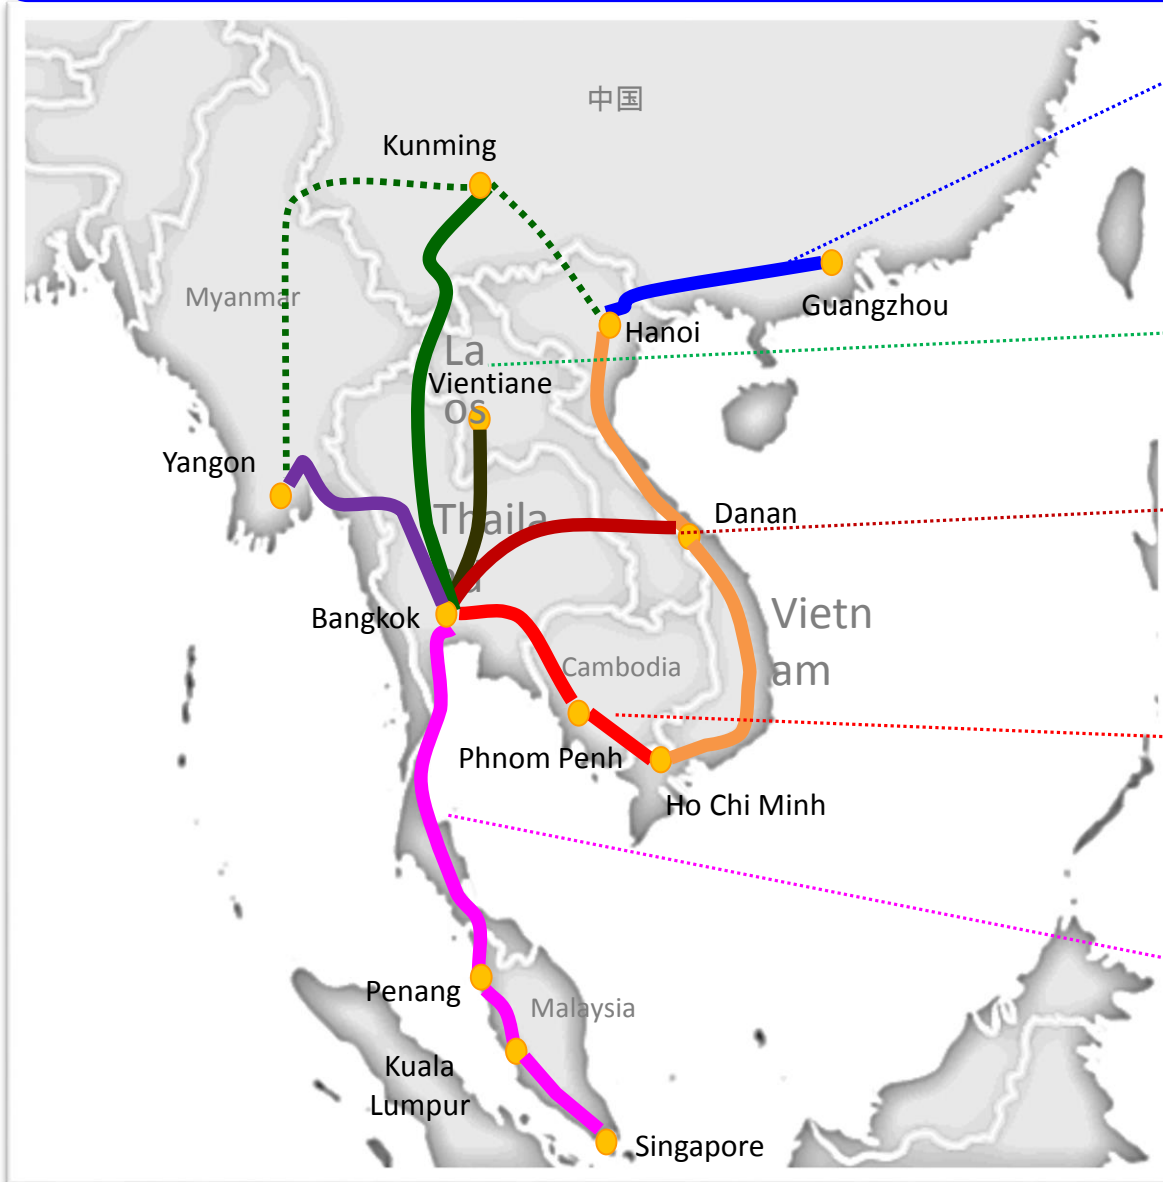 中国
Kunming
Myanmar
Guangzhou
Hanoi
La
Vientiane
os
Yangon
Thaila
nd
Danan
Bangkok
Vietn
am
Cambodia
Phnom Penh
Ho Chi Minh
Penang
Malaysia
Kuala
Lumpur
Singapore